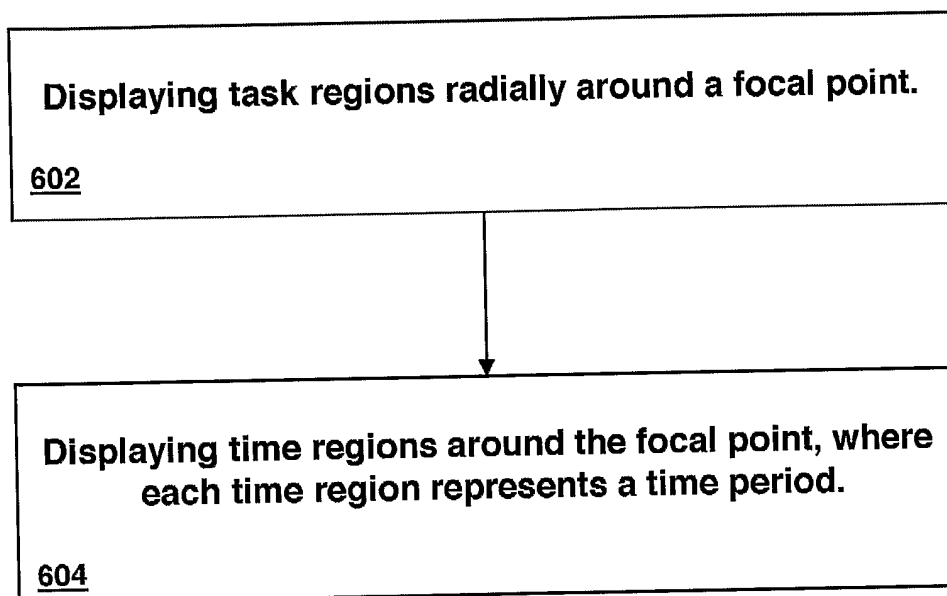 Displaying task regions radially around a focal point.
602
Displaying time regions around the focal point, where
each time region represents a time period.
604